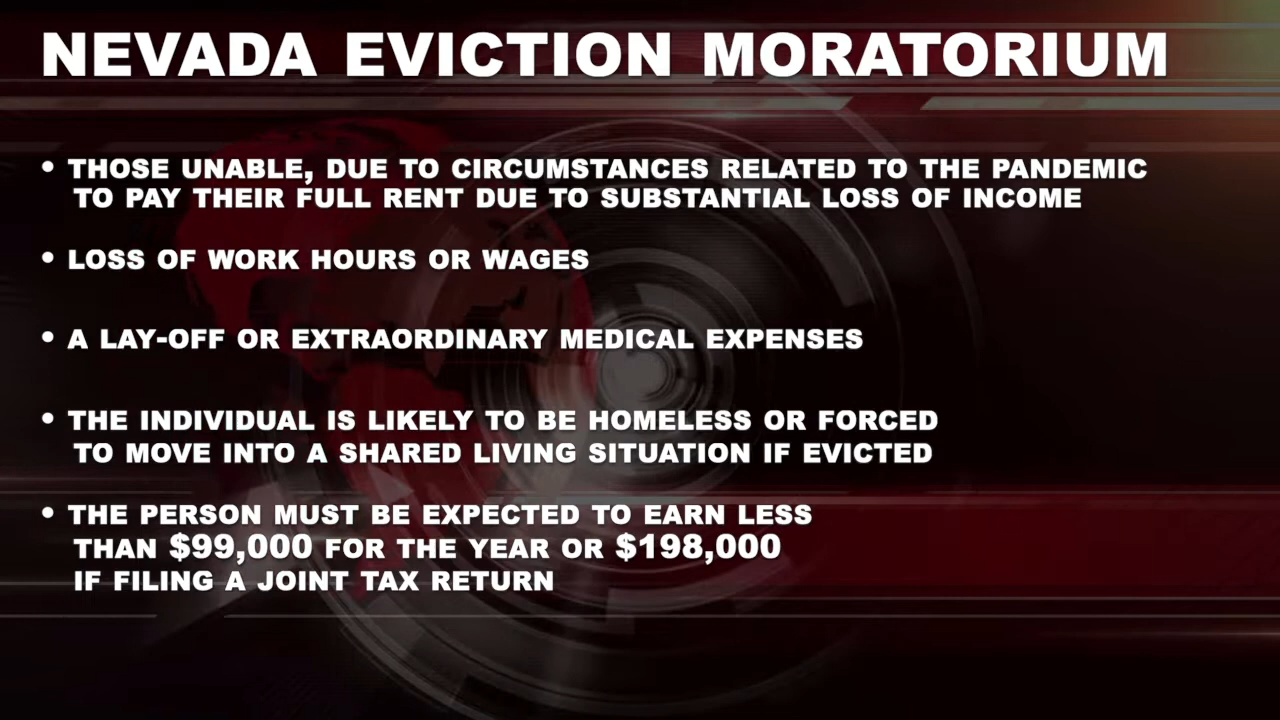 NEVADA EVICTION MORATORIUM
• THOSE UNABLE, DUE TO CIRCUMSTANCES RELATED TO THE PANDEMIC
TO PAY THEIR FULL RENT DUE TO SUBSTANTIAL LOSS OF INCOME
• LOSS OF WORK HOURS OR WAGES
• A LAY-OFF OR EXTRAORDINARY MEDICAL EXPENSES
• THE INDIVIDUAL IS LIKELY TO BE HOMELESS OR FORCED
TO MOVE INTO A SHARED LIVING SITUATION IF EVICTED
• THE PERSON MUST BE EXPECTED TO EARN LESS
THAN $99,000 FOR THE YEAR OR $198,000
IF FILING A JOINT TAX RETURN